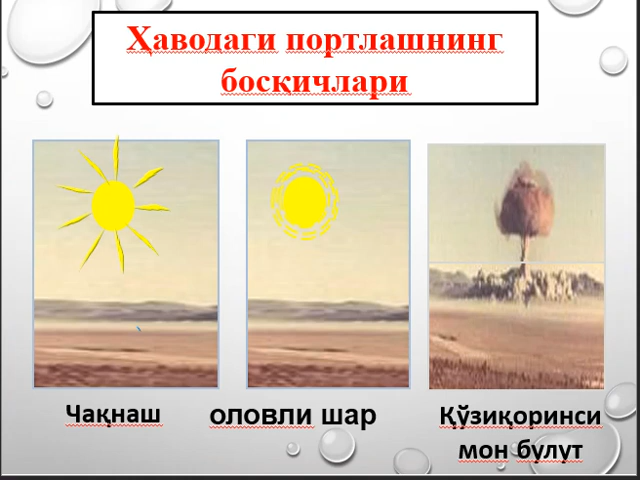 Ҳаводаги портлашнинг
босқичлари
Чақнаш
оловли шар
Қўзиқоринси
мон булут